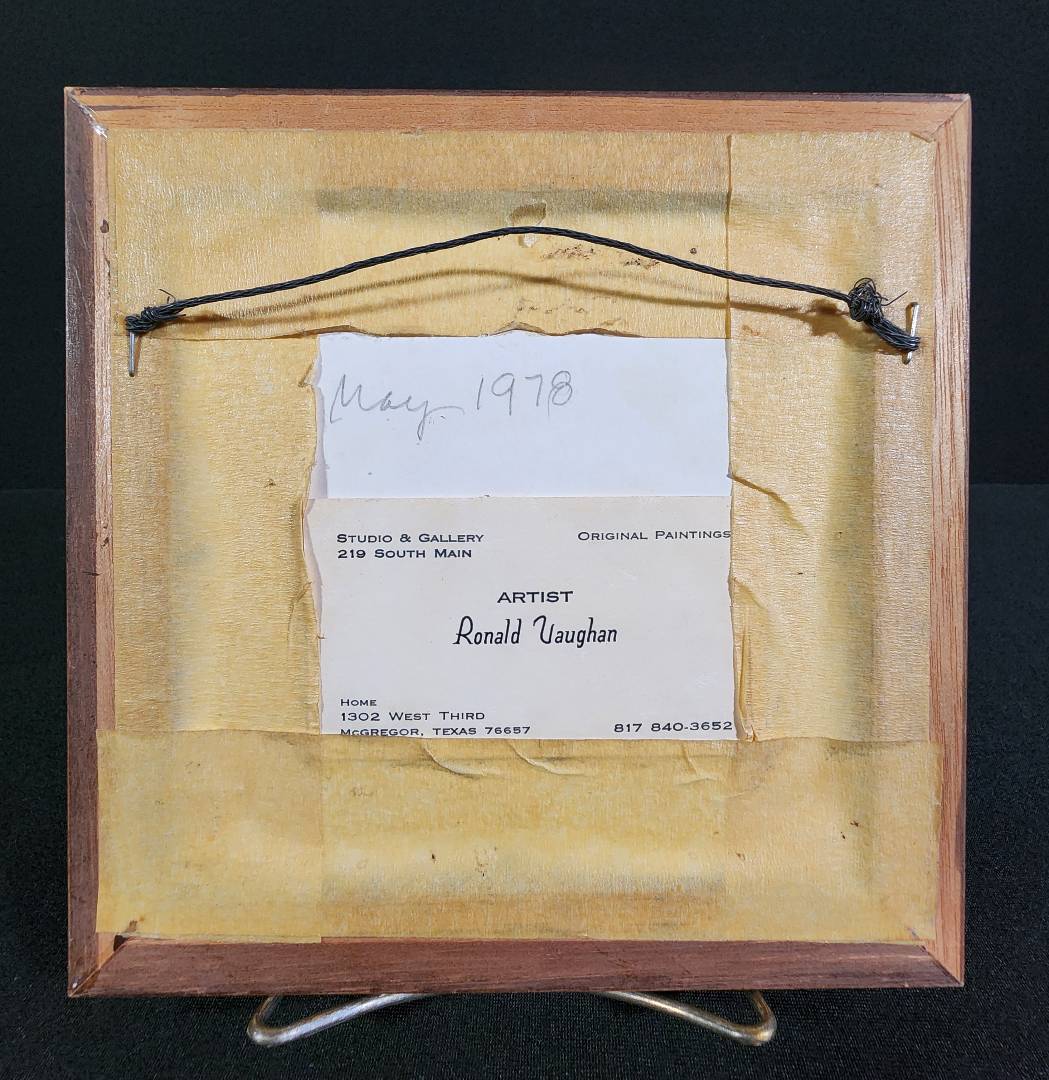 May 1978
STUDIO & GALLERY
219 SOUTH MAIN
ORIGINAL PAINTINGS
ARTIST
Ronald Vaughan
HOME
1302 WEST THIRD
MCGREGOR, TEXAS 76657
817 840-3652